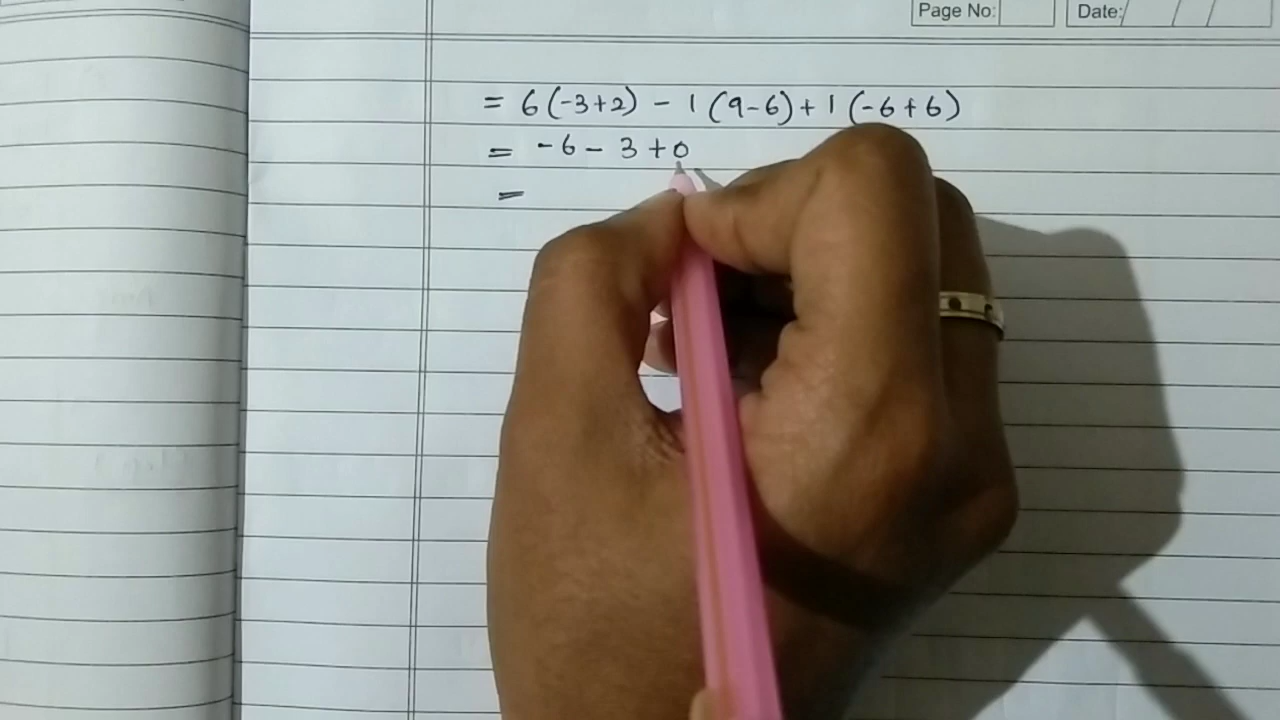 Page No: Date: / / /
= 6(-3+2) - 1(9-6)+1(-6+6)
= -6 - 3 +0
=